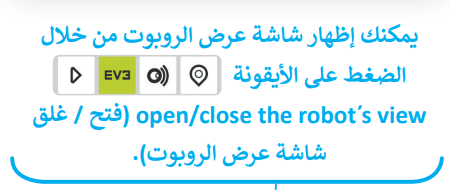 يمكنك إظهار شاشة عرض الروبوت من خلال
الضغط على الأيقونة EV3
open/close the robot's view (فتح / غلق
شاشة عرض الروبوت).